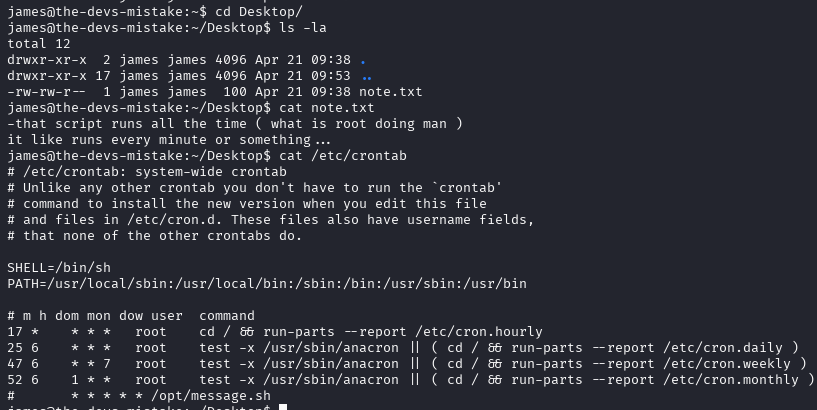 james@the-devs-mistake:~$ cd Desktop/
james@the-devs-mistake:~/Desktop$ ls -la
total 12
drwxr-xr-x  2 james james 4096 Apr 21 09:38 .
drwxr-xr-x 17 james james 4096 Apr 21 09:53 ..
-rw-rw-r--  1 james james  100 Apr 21 09:38 note.txt
james@the-devs-mistake:~/Desktop$ cat note.txt
-that script runs all the time ( what is root doing man )
it like runs every minute or something...
james@the-devs-mistake:~/Desktop$ cat /etc/crontab
# /etc/crontab: system-wide crontab
# Unlike any other crontab you don't have to run the `crontab'
# command to install the new version when you edit this file
# and files in /etc/cron.d. These files also have username fields,
# that none of the other crontabs do.

SHELL=/bin/sh
PATH=/usr/local/sbin:/usr/local/bin:/sbin:/bin:/usr/sbin:/usr/bin

# m h dom mon dow user  command
17 *    * * *   root    cd / && run-parts --report /etc/cron.hourly
25 6    * * *   root    test -x /usr/sbin/anacron || ( cd / && run-parts --report /etc/cron.daily )
47 6    * * 7   root    test -x /usr/sbin/anacron || ( cd / && run-parts --report /etc/cron.weekly )
52 6    1 * *   root    test -x /usr/sbin/anacron || ( cd / && run-parts --report /etc/cron.monthly )
#       * * * * * /opt/message.sh
james@the-devs-mistake:~/Desktop$